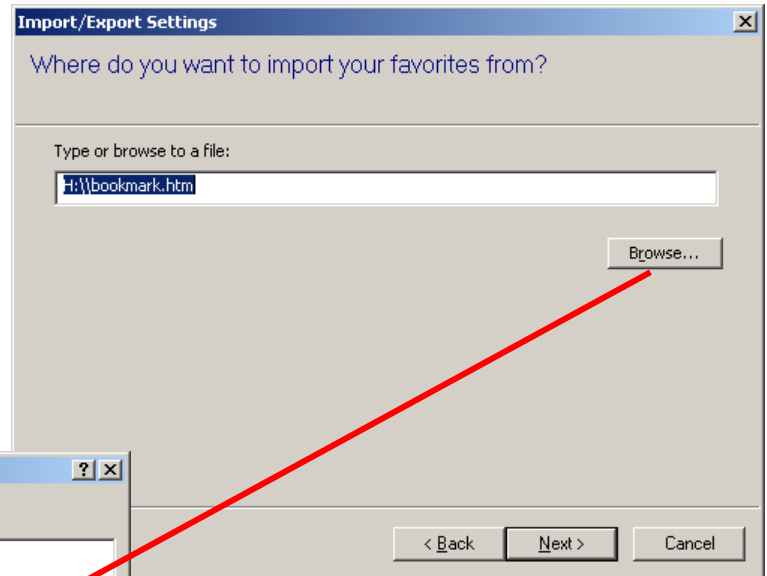 Import/Export Settings
Where do you want to import your favorites from?
Type or browse to a file:
H:\\bookmark.htm
Browse...
?
< Back Next > Cancel